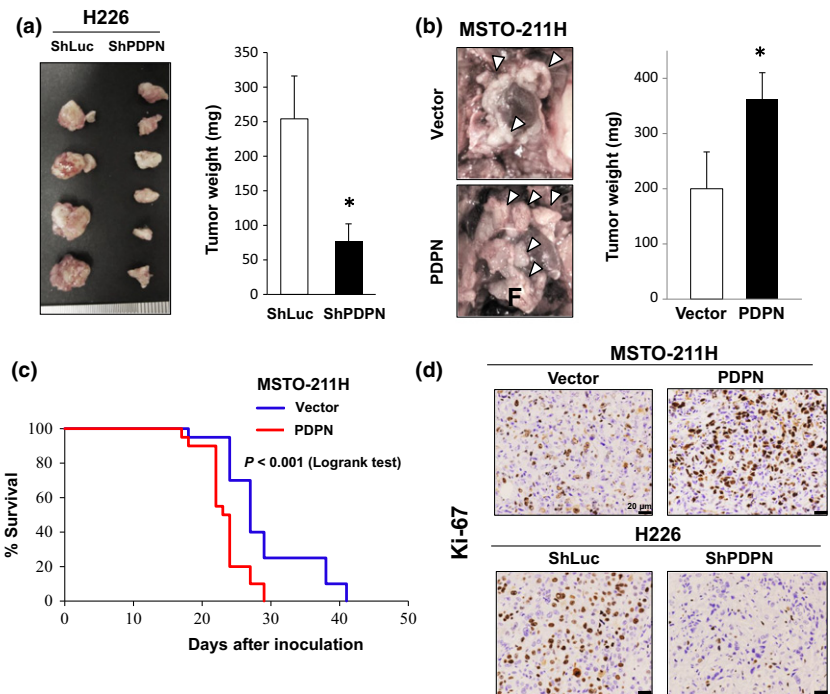 (a)
H226
ShLuc ShPDPN
Tumor weight (mg)
350
300
250
200
150
100
50
0
*
ShLuc ShPDPN
(b)
MSTO-211H
Vector
PDPN
F
Tumor weight (mg)
400
300
200
100
0
*
Vector PDPN
(c)
MSTO-211H
Vector
PDPN
P < 0.001 (Logrank test)
% Survival
100
80
60
40
20
0
0 10 20 30 40 50
Days after inoculation
(d)
MSTO-211H
Vector PDPN
20 μm
Ki-67
H226
ShLuc ShPDPN